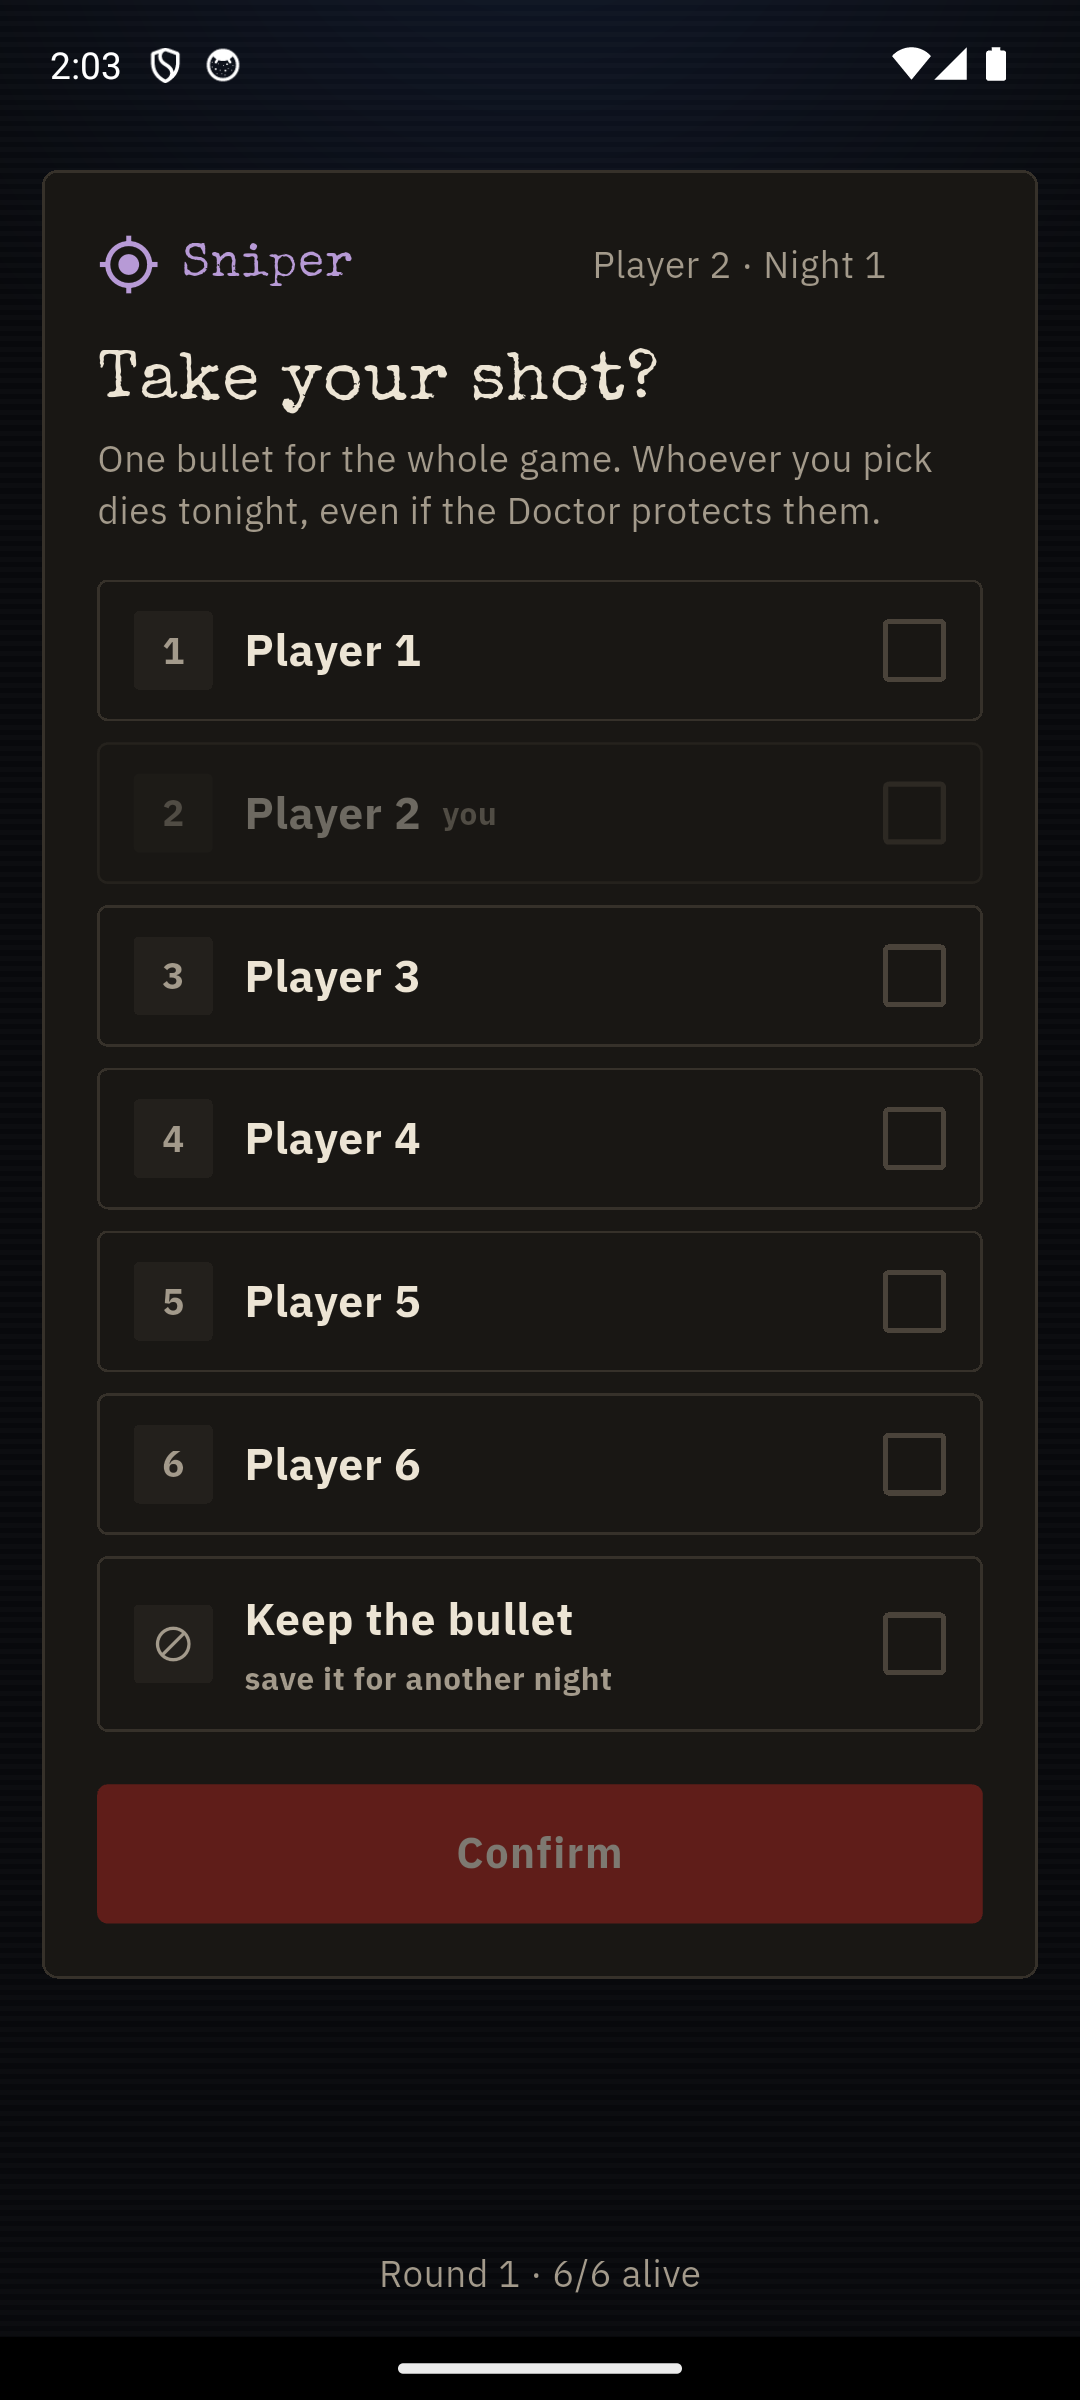 2:03
Sniper
Player 2 · Night 1
Take your shot?
One bullet for the whole game. Whoever you pick
dies tonight, even if the Doctor protects them.
1 Player 1
2 Player 2 you
3 Player 3
4 Player 4
5 Player 5
6 Player 6
Keep the bullet
save it for another night
Confirm
Round 1 · 6/6 alive